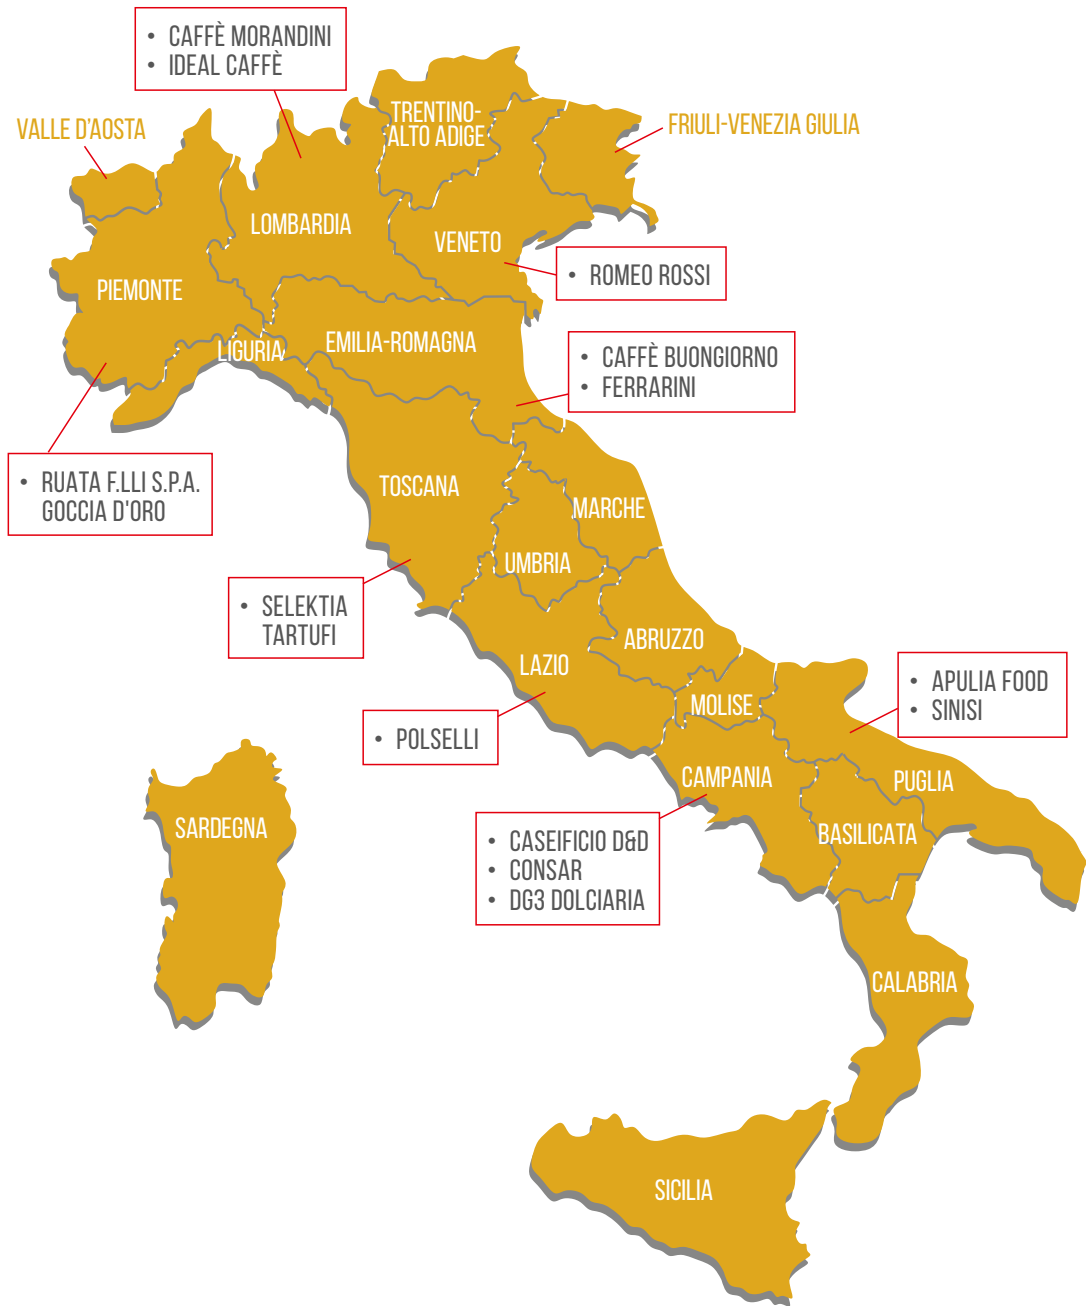 • CAFFÈ MORANDINI
• IDEAL CAFFÈ
TRENTINO-
ALTO ADIGE
VALLE D'AOSTA
FRIULI-VENEZIA GIULIA
LOMBARDIA
VENETO
• ROMEO ROSSI
PIEMONTE
EMILIA-ROMAGNA
LIGURIA
• CAFFÈ BUONGIORNO
• FERRARINI
• RUATA F.LLI S.P.A.
GOCCIA D'ORO
TOSCANA
MARCHE
UMBRIA
• SELEKTIA
TARTUFI
ABRUZZO
LAZIO
• APULIA FOOD
• SINISI
MOLISE
• POLSELLI
CAMPANIA
PUGLIA
SARDEGNA
BASILICATA
• CASEIFICIO D&D
• CONSAR
• DG3 DOLCIARIA
CALABRIA
SICILIA